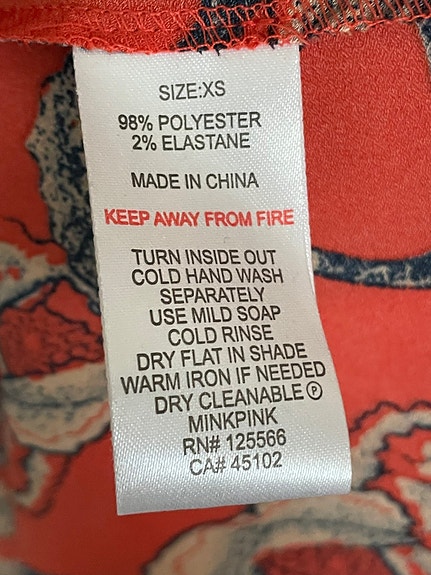 SIZE:XS
98% POLYESTER
2% ELASTANE
MADE IN CHINA
KEEP AWAY FROM FIRE
TURN INSIDE OUT
COLD HAND WASH
SEPARATELY
USE MILD SOAP
COLD RINSE
DRY FLAT IN SHADE
WARM IRON IF NEEDED
DRY CLEANABLE Ⓟ
MINKPINK
RN# 125566
CA# 45102